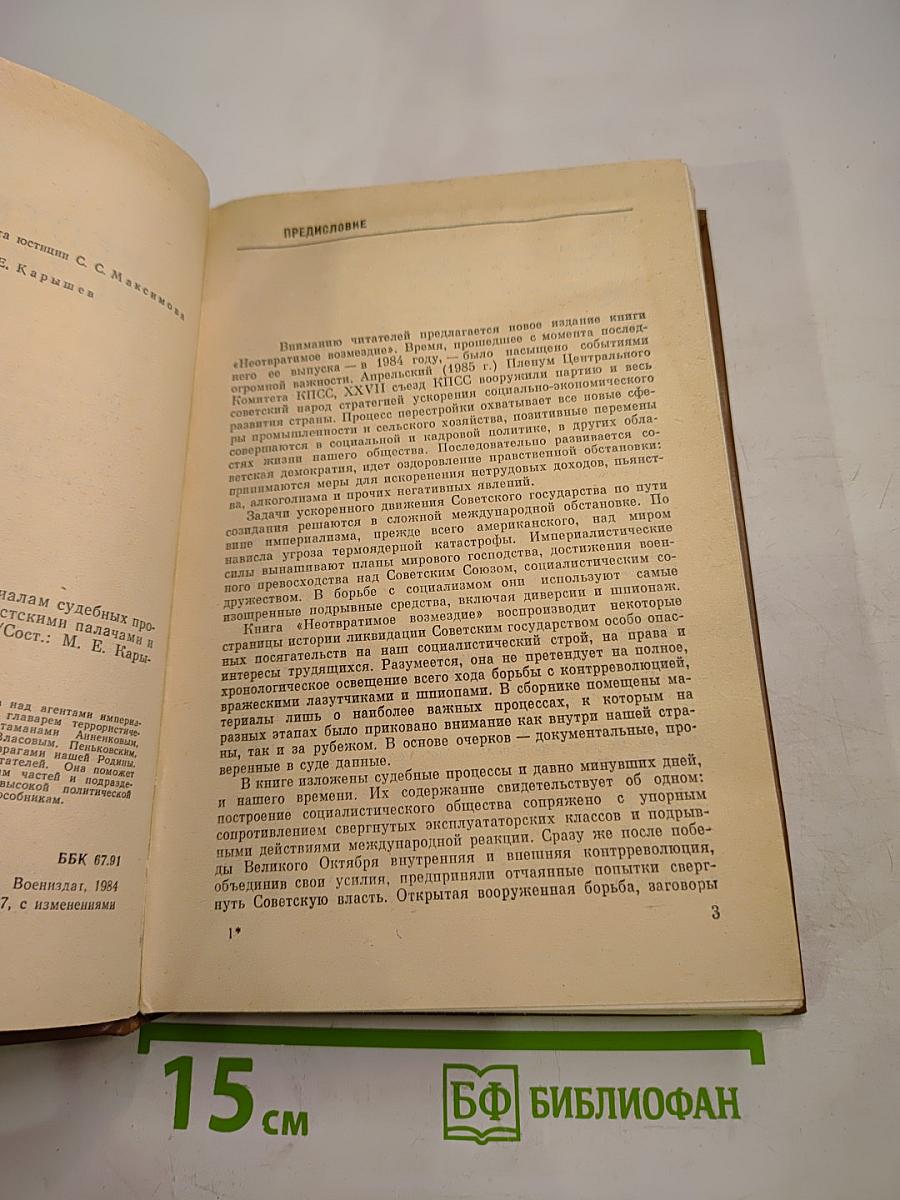 та юстиции С. С. Максимова
Е. Карышев
иалам судебных про-
истскими палачами и
/Сост.: М. Е. Кары-
а над агентами империа-
главарем террористиче-
таманами Анненковым,
Власовым, Пеньковским,
врагами нашей Родины.
тателей. Она поможет
ам частей и подразде-
высокой политической
особникам.
ББК 67.91
Воениздат, 1984
7, с изменениями
ПРЕДИСЛОВИЕ
Вниманию читателей предлагается новое издание книги
«Неотвратимое возмездие». Время, прошедшее с момента послед-
него ее выпуска — в 1984 году, — было насыщено событиями
огромной важности. Апрельский (1985 г.) Пленум Центрального
Комитета КПСС, XXVII съезд КПСС вооружили партию и весь
советский народ стратегией ускорения социально-экономического
развития страны. Процесс перестройки охватывает все новые сфе-
ры промышленности и сельского хозяйства, позитивные перемены
совершаются в социальной и кадровой политике, в других обла-
стях жизни нашего общества. Последовательно развивается со-
ветская демократия, идет оздоровление нравственной обстановки:
принимаются меры для искоренения нетрудовых доходов, пьянст-
ва, алкоголизма и прочих негативных явлений.
Задачи ускоренного движения Советского государства по пути
созидания решаются в сложной международной обстановке. По
вине империализма, прежде всего американского, над миром
нависла угроза термоядерной катастрофы. Империалистические
силы вынашивают планы мирового господства, достижения воен-
ного превосходства над Советским Союзом, социалистическим со-
дружеством. В борьбе с социализмом они используют самые
изощренные подрывные средства, включая диверсии и шпионаж.
Книга «Неотвратимое возмездие» воспроизводит некоторые
страницы истории ликвидации Советским государством особо опас-
ных посягательств на наш социалистический строй, на права и
интересы трудящихся. Разумеется, она не претендует на полное,
хронологическое освещение всего хода борьбы с контрреволюцией,
вражескими лазутчиками и шпионами. В сборнике помещены ма-
териалы лишь о наиболее важных процессах, к которым на
разных этапах было приковано внимание как внутри нашей стра-
ны, так и за рубежом. В основе очерков — документальные, про-
веренные в суде данные.
В книге изложены судебные процессы и давно минувших дней,
и нашего времени. Их содержание свидетельствует об одном:
построение социалистического общества сопряжено с упорным
сопротивлением свергнутых эксплуататорских классов и подрыв-
ными действиями международной реакции. Сразу же после побе-
ды Великого Октября внутренняя и внешняя контрреволюция,
объединив свои усилия, предприняли отчаянные попытки сверг-
нуть Советскую власть. Открытая вооруженная борьба, заговоры
1*
3
15 см
БФ БИБЛИОФАН